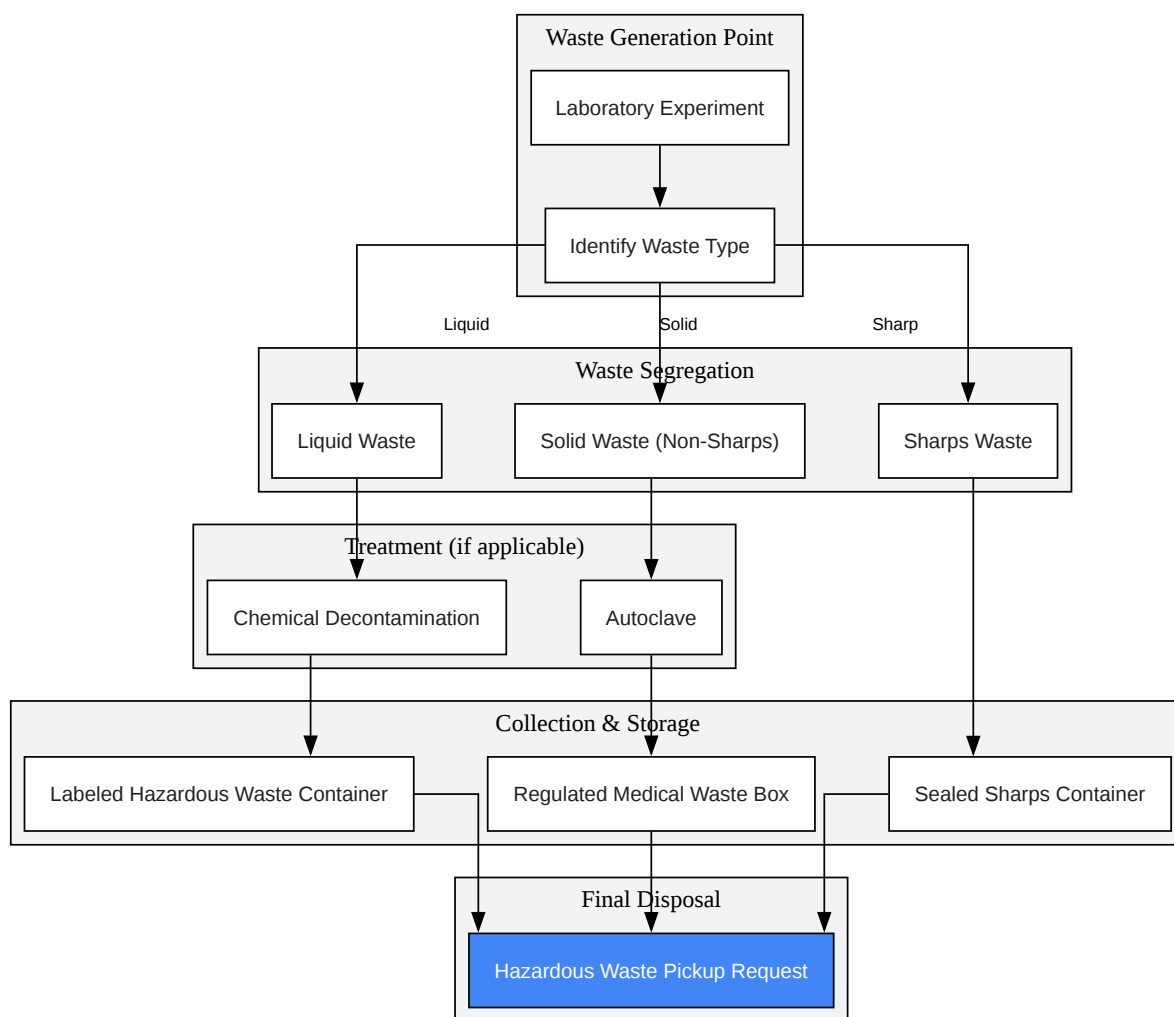 Waste Generation Point
Laboratory Experiment
Identify Waste Type
Liquid
Solid
Sharp
Waste Segregation
Liquid Waste
Solid Waste (Non-Sharps)
Sharps Waste
Treatment (if applicable)
Chemical Decontamination
Autoclave
Collection & Storage
Labeled Hazardous Waste Container
Regulated Medical Waste Box
Sealed Sharps Container
Final Disposal
Hazardous Waste Pickup Request